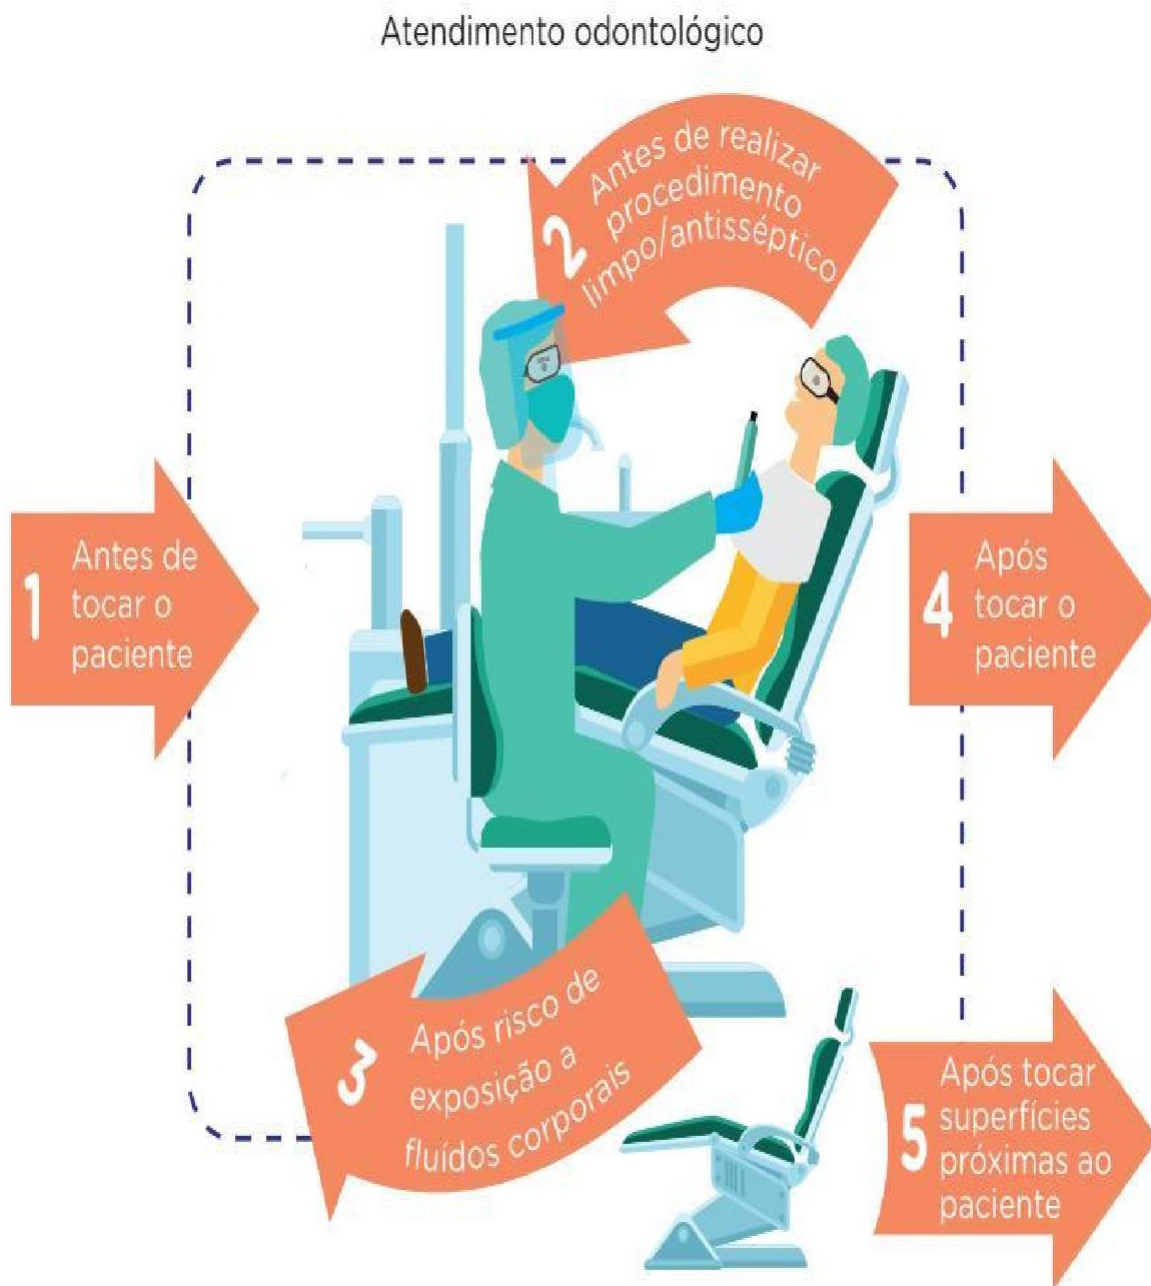 Atendimento odontológico
2
Antes de realizar
procedimento
limpo/antisséptico
1
Antes de
tocar o
paciente
4
Após
tocar o
paciente
3
Após risco de
exposição a
fluídos corporais
5
Após tocar
superfícies
próximas ao
paciente